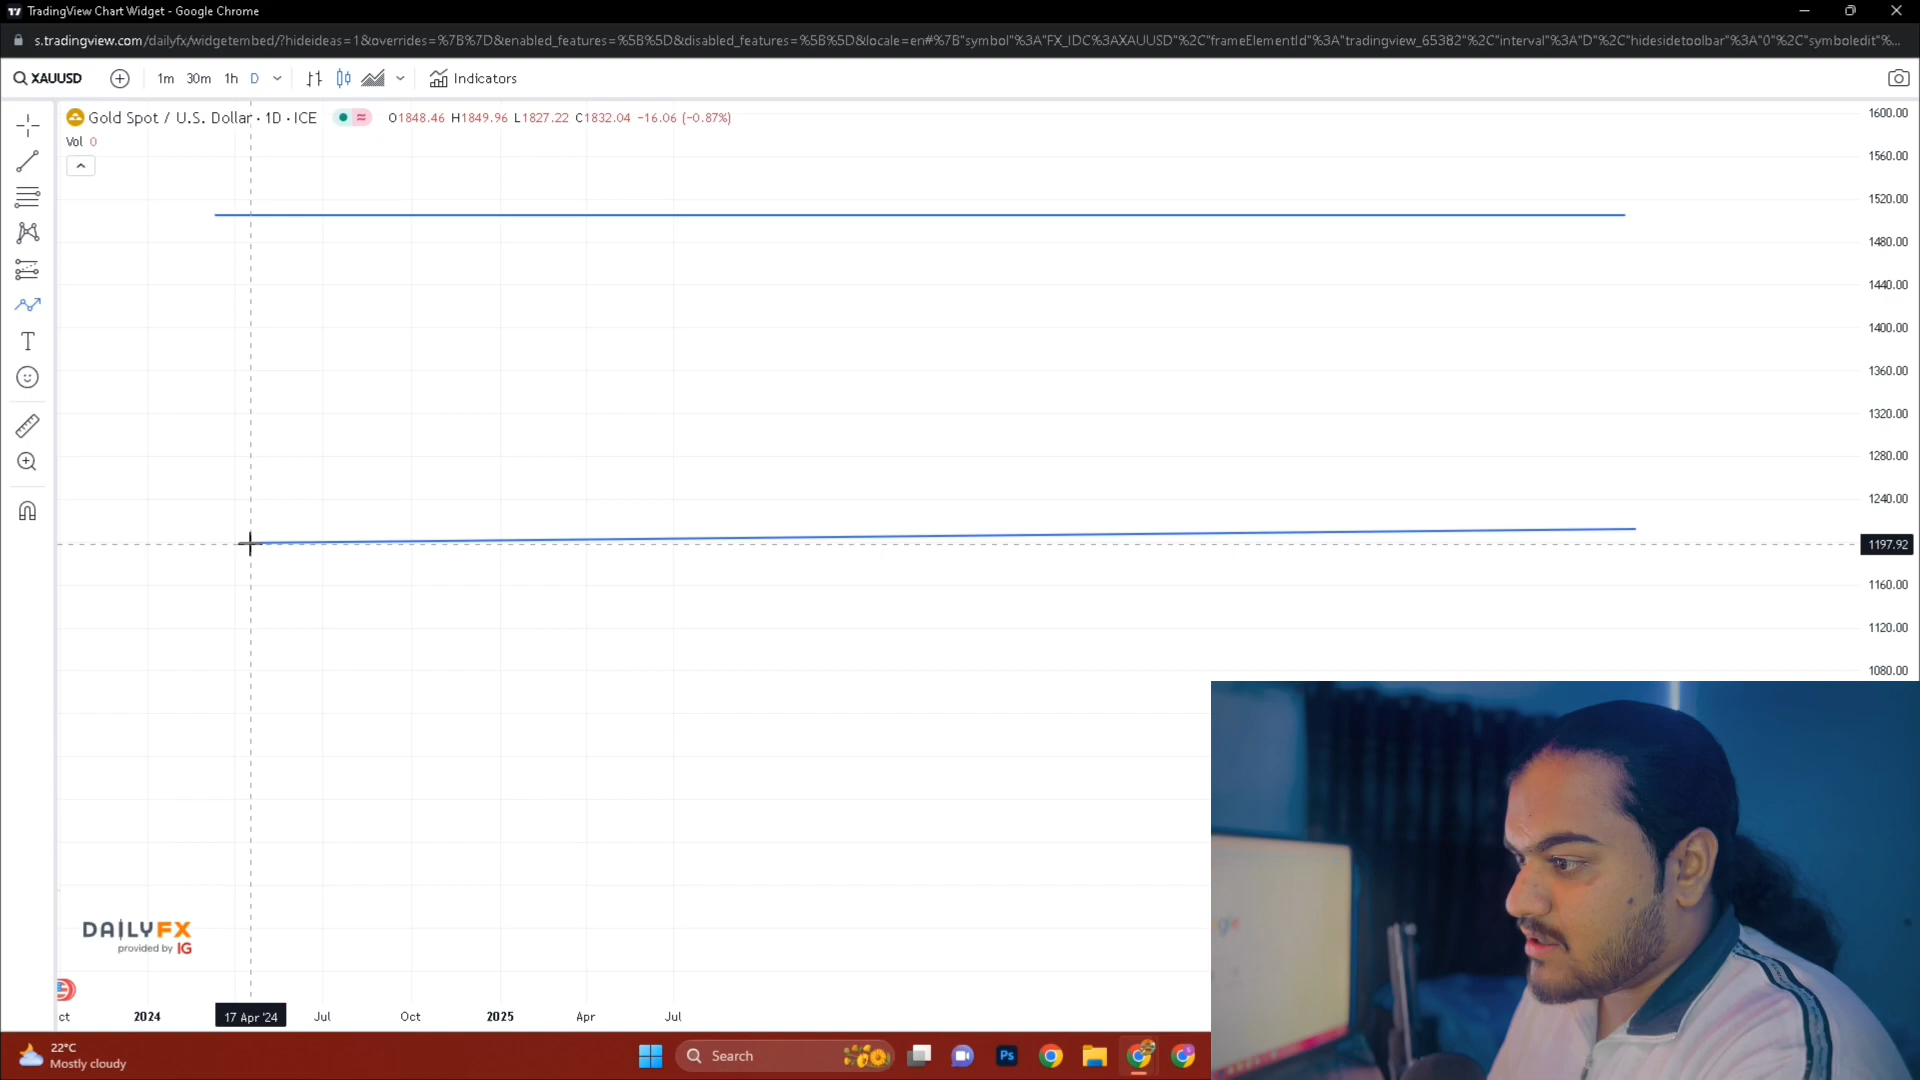 TradingView Chart Widget - Google Chrome
s.tradingview.com/dailyfx/widgetembed/?hideideas=1&overrides=%7B%7D&enabled_features=%5B%5D&disabled_features=%5B%5D&locale=en#%7B"symbol"%3A"FX_IDC%3AXAUUSD"%2C"frameElementId"%3A"tradingview_65382"%2C"interval"%3A"D"%2C"hidesidetoolbar"%3A"0"%2C"symboledit"%...
XAUUSD 1m 30m 1h D Indicators
Gold Spot / U.S. Dollar · 1D · ICE O1848.46 H1849.96 L1827.22 C1832.04 −16.06 (−0.87%)
Vol 0
1600.00
1560.00
1520.00
1480.00
1440.00
1400.00
1360.00
1320.00
1280.00
1240.00
1197.92
1160.00
1120.00
1080.00
DAILYFX
provided by IG
ct 2024 17 Apr '24 Jul Oct 2025 Apr Jul
22°C
Mostly cloudy
Search
Ps